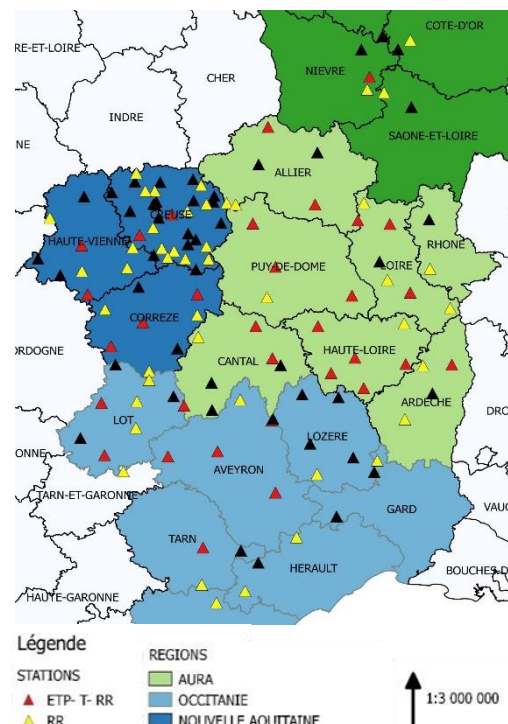 CÔTE-D'OR
RE-ET-LOIRE
NIEVRE
CHER
INDRE
NE
SAONE-ET-LOIRE
ALLIER
CREUSE
HAUTE-VIENNE
RHONE
PUY-DE-DOME
LOIRE
CORREZE
ORDOGNE
CANTAL
HAUTE-LOIRE
ARDECHE
DRO
LOT
LOZERE
ONNE
AVEYRON
TARN-ET-GARONNE
GARD
VAUC
TARN
HERAULT
BOUCHES D
HAUTE-GARONNE
Légende
STATIONS
REGIONS
ETP- T- RR
AURA
OCCITANIE
1:3 000 000
RR
NOUVELLE AQUITAINE